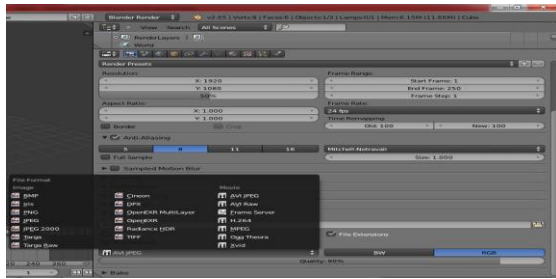 Blender Render v2.65 | Verts:8 | Faces:6 | Objects:1/3 | Lamps:0/1 | Mem:6.15M | Cube
View Search All Scenes
RenderLayers
World
Render Presets
Resolution: Frame Range:
X: 1920 Start Frame: 1
Y: 1080 End Frame: 250
50% Frame Step: 1
Aspect Ratio: Frame Rate:
X: 1.000 24 fps
Y: 1.000 Time Remapping:
Border Crop Old: 100 New: 100
Anti-Aliasing
5 8 11 16 Mitchell-Netravali
Full Sample Size: 1.000
Sampled Motion Blur
File Format
Image Movie
BMP Cineon AVI JPEG
Iris DPX AVI Raw
PNG OpenEXR MultiLayer Frame Server
JPEG OpenEXR H.264
JPEG 2000 Radiance HDR MPEG
Targa TIFF Ogg Theora
Targa Raw Xvid
File Extensions
AVI JPEG BW RGB
Quality: 90%
220 240 260
1
Bake